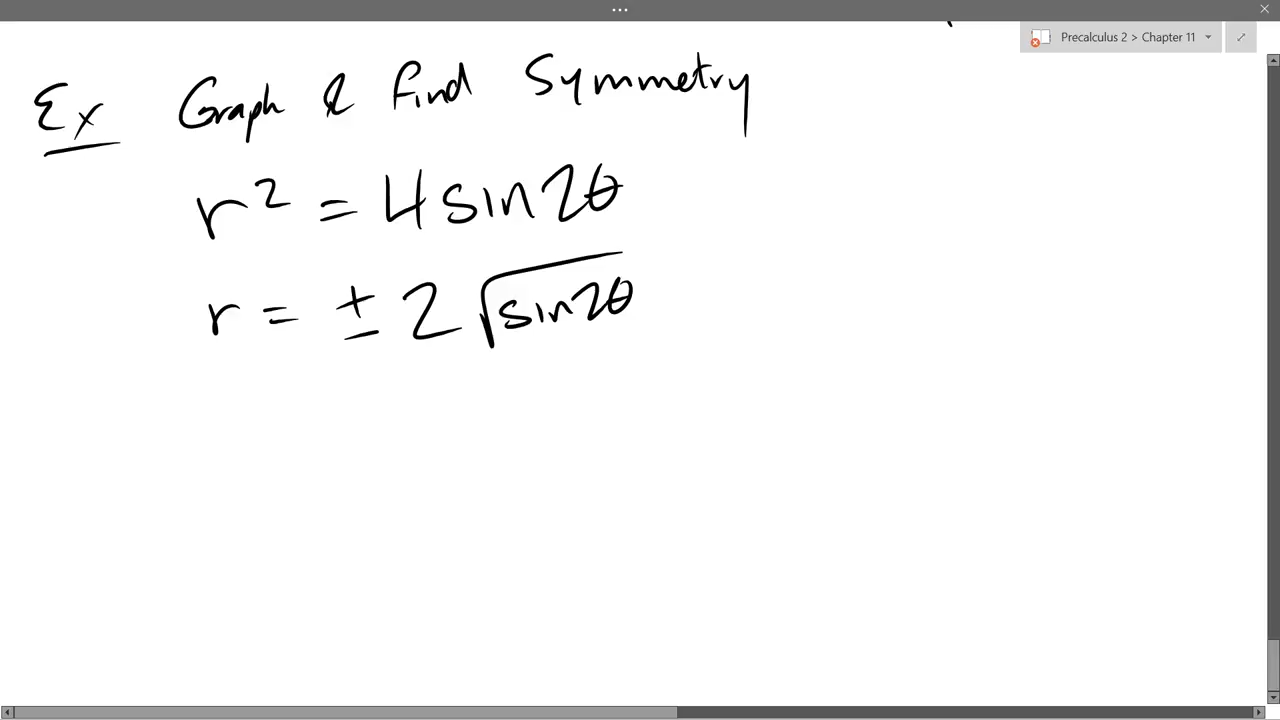 Precalculus 2 > Chapter 11
Ex Graph & Find Symmetry
r² = 4 sin 2θ
r = ± 2 √sin 2θ